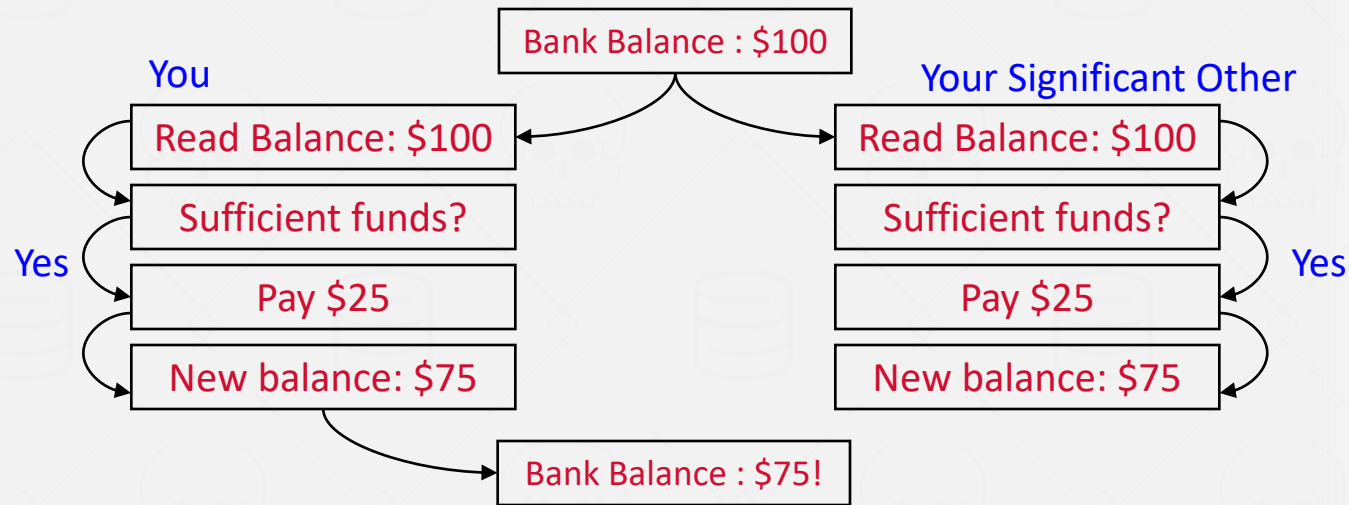 Bank Balance : $100
You
Your Significant Other
Read Balance: $100
Read Balance: $100
Sufficient funds?
Sufficient funds?
Yes
Yes
Pay $25
Pay $25
New balance: $75
New balance: $75
Bank Balance : $75!